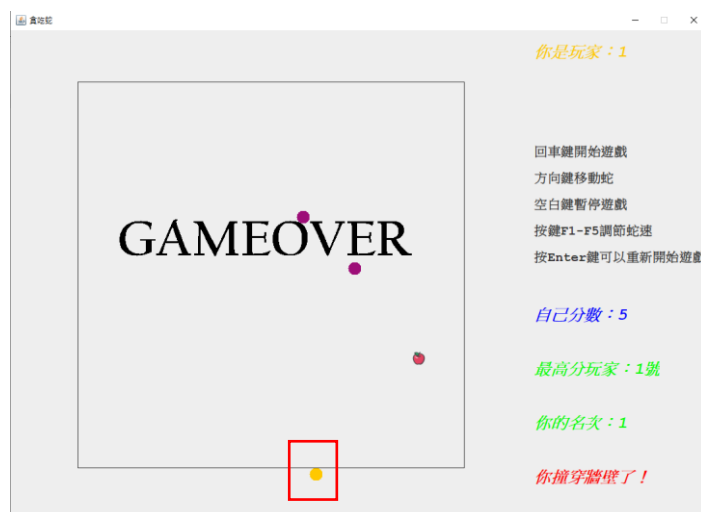 貪吃蛇
你是玩家：1
回車鍵開始遊戲
方向鍵移動蛇
空白鍵暫停遊戲
按鍵F1-F5調節蛇速
按Enter鍵可以重新開始遊戲
GAMEOVER
自己分數：5
最高分玩家：1號
你的名次：1
你撞穿牆壁了！